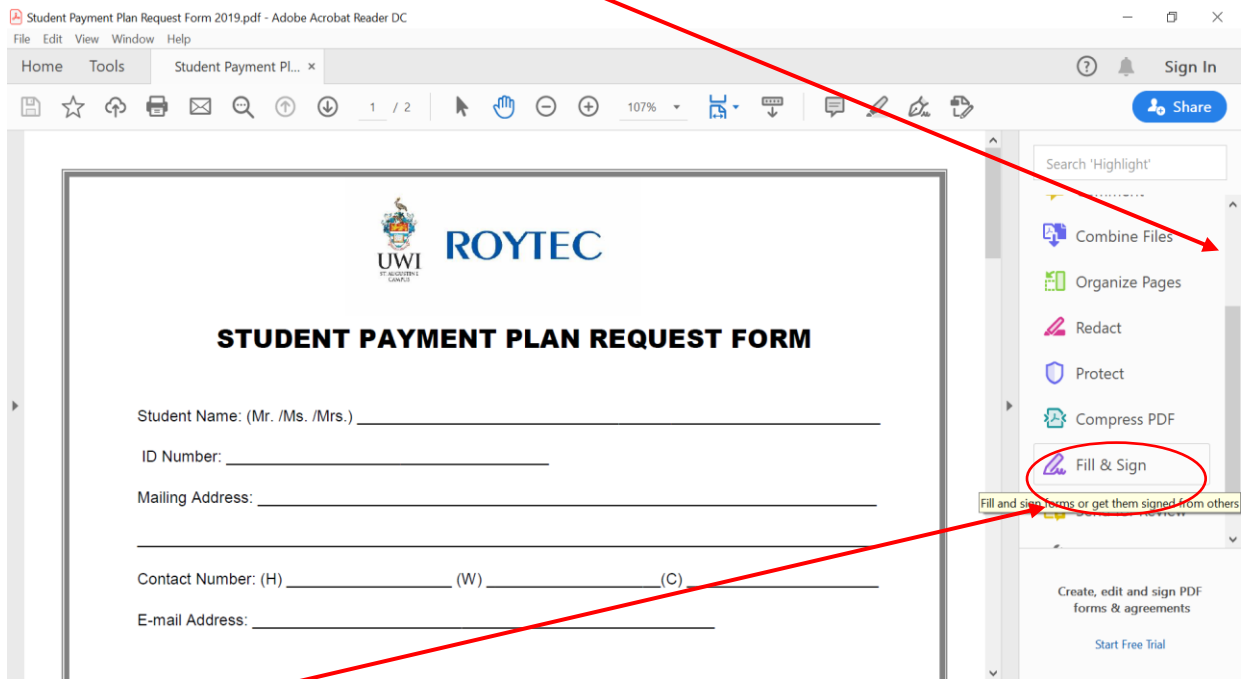 Student Payment Plan Request Form 2019.pdf - Adobe Acrobat Reader DC
File Edit View Window Help
Home Tools Student Payment Pl... × Sign In
1 / 2 107% Share
Search 'Highlight'
Combine Files
Organize Pages
Redact
Protect
Compress PDF
Fill & Sign
Fill and sign forms or get them signed from others
Create, edit and sign PDF
forms & agreements
Start Free Trial
UWI
ST. AUGUSTINE
CAMPUS
ROYTEC
STUDENT PAYMENT PLAN REQUEST FORM
Student Name: (Mr. /Ms. /Mrs.)
ID Number:
Mailing Address:
Contact Number: (H) (W) (C)
E-mail Address: